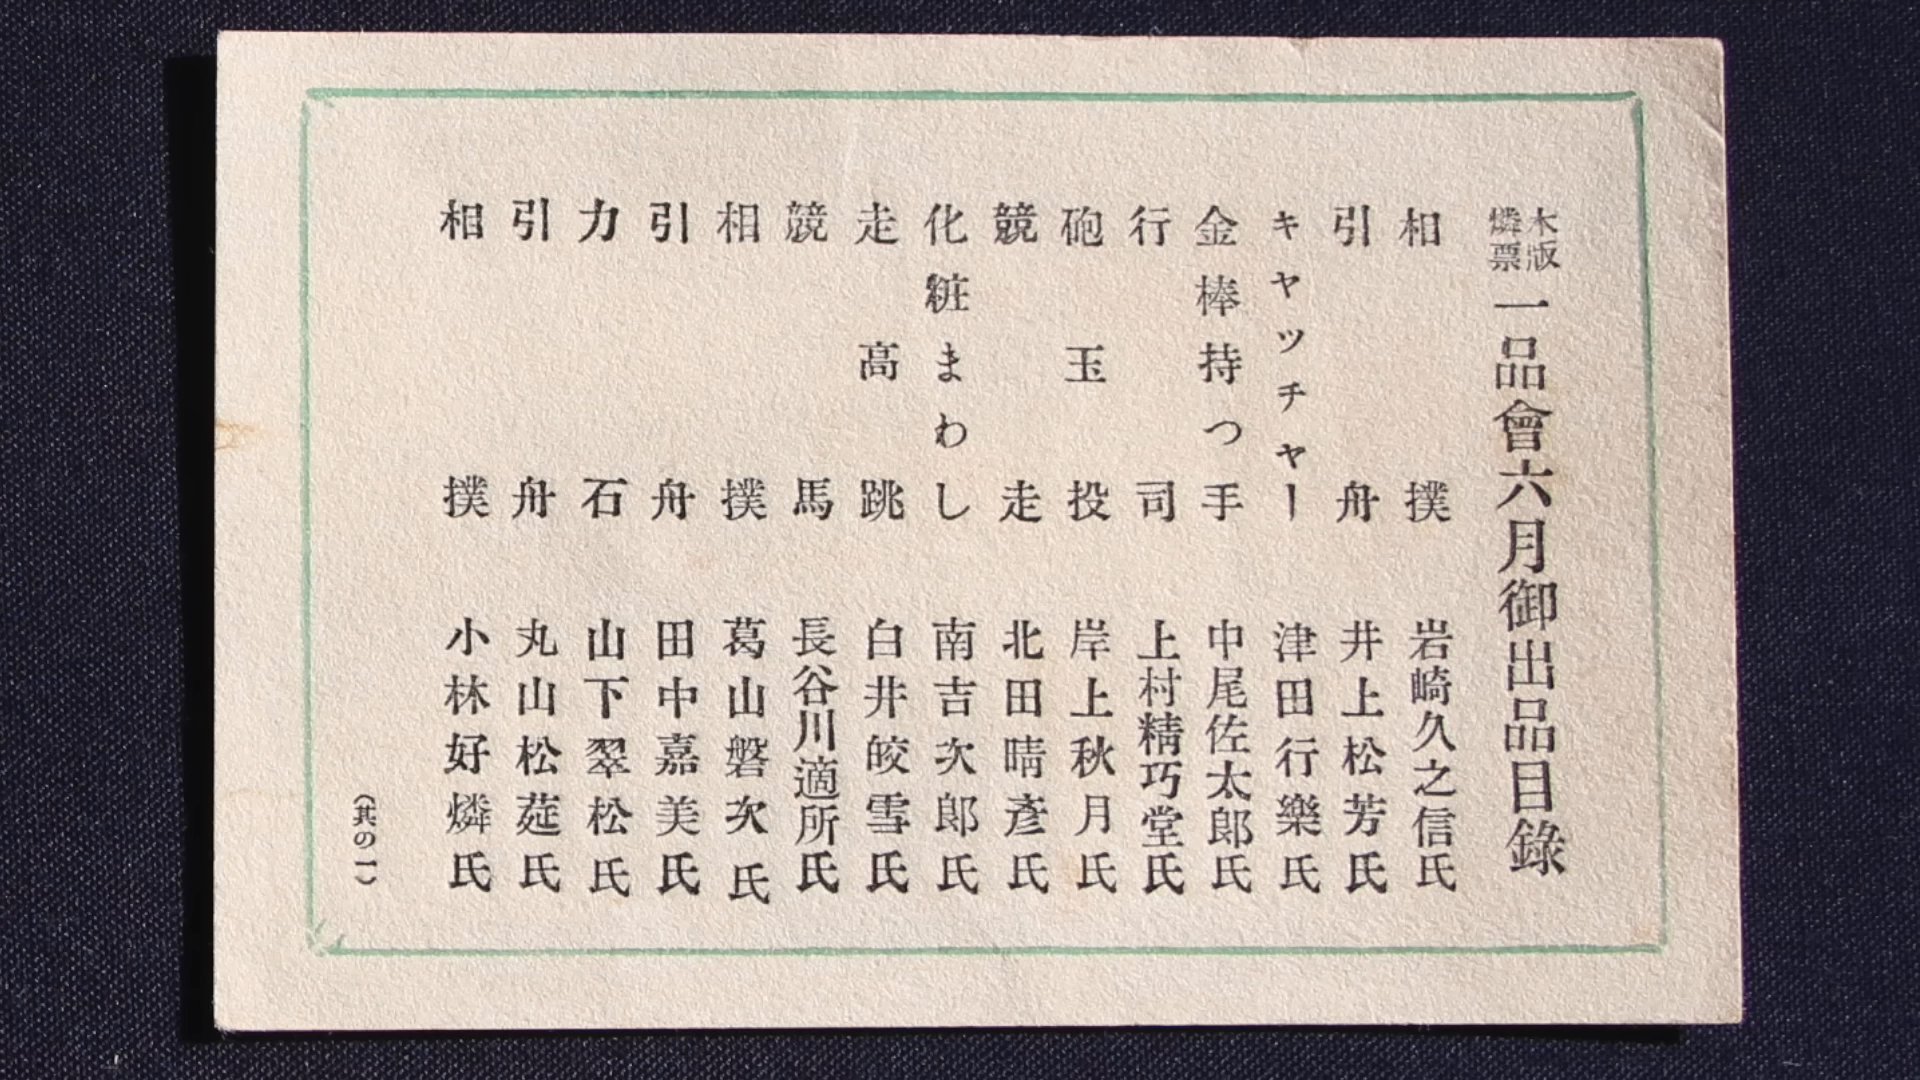 木版燐票 一品會六月御出品目錄
相撲 岩崎久之信氏
引舟 井上松芳氏
キャッチャー 津田行樂氏
金棒持つ手 中尾佐太郎氏
行司 上村精巧堂氏
砲玉投 岸上秋月氏
競走 北田晴彥氏
化粧まわし 南吉次郎氏
走高跳 白井皎雪氏
競馬 長谷川適所氏
相撲 葛山磐次氏
引舟 田中嘉美氏
力石 山下翠松氏
引舟 丸山松莚氏
相撲 小林好燐氏
(其の一)